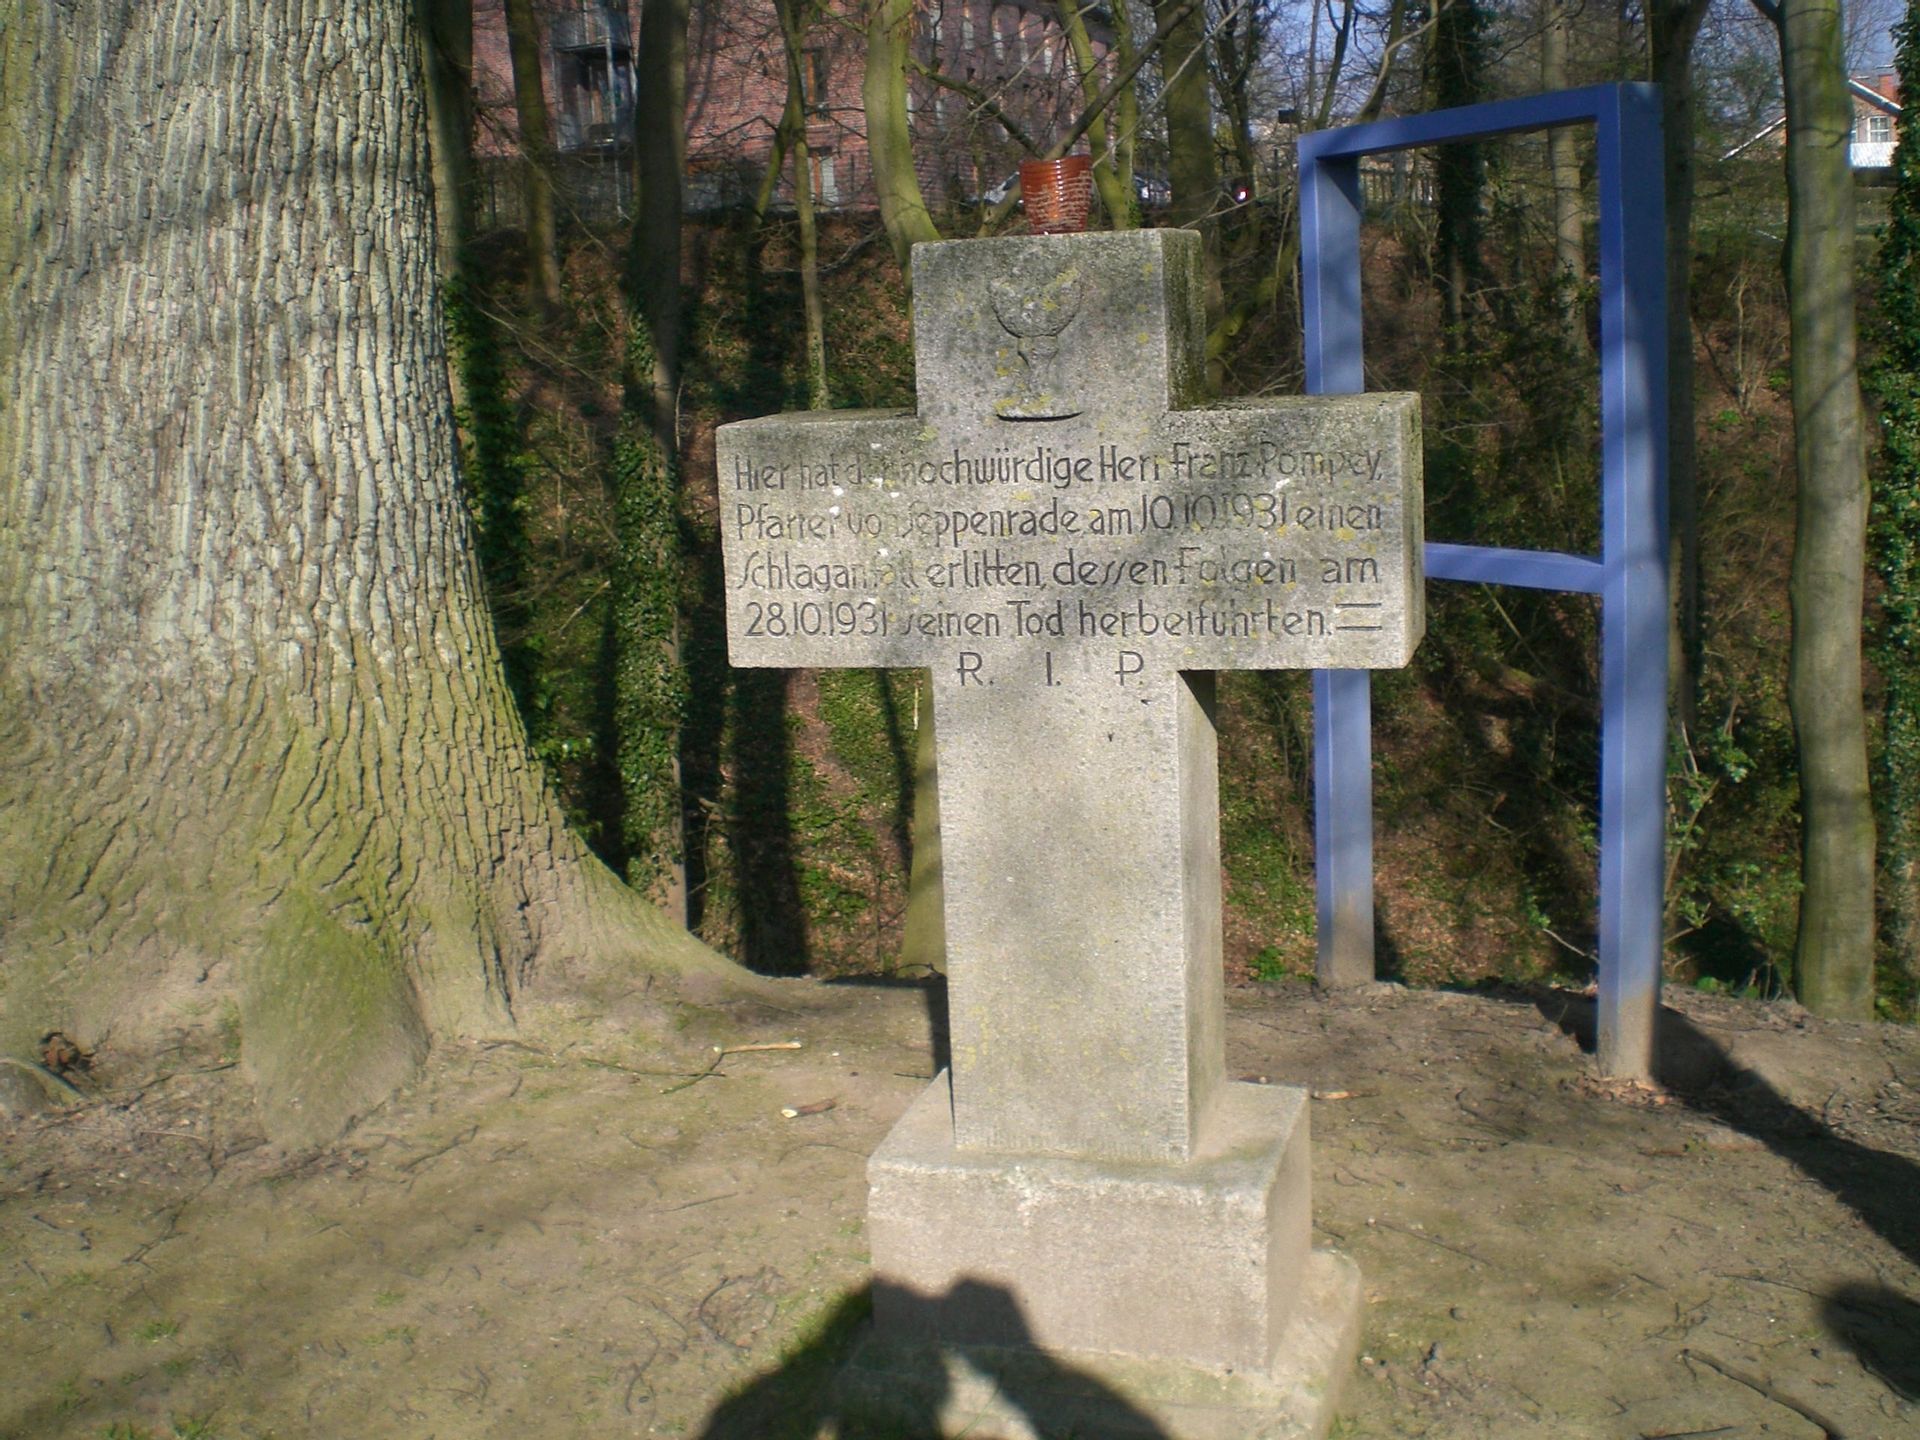 Hier hat der hochwürdige Herr Franz Pompey,
Pfarrer von Seppenrade, am 10.10.1931 einen
Schlaganfall erlitten, dessen Folgen am
28.10.1931 seinen Tod herbeiführten. =
R. I. P.